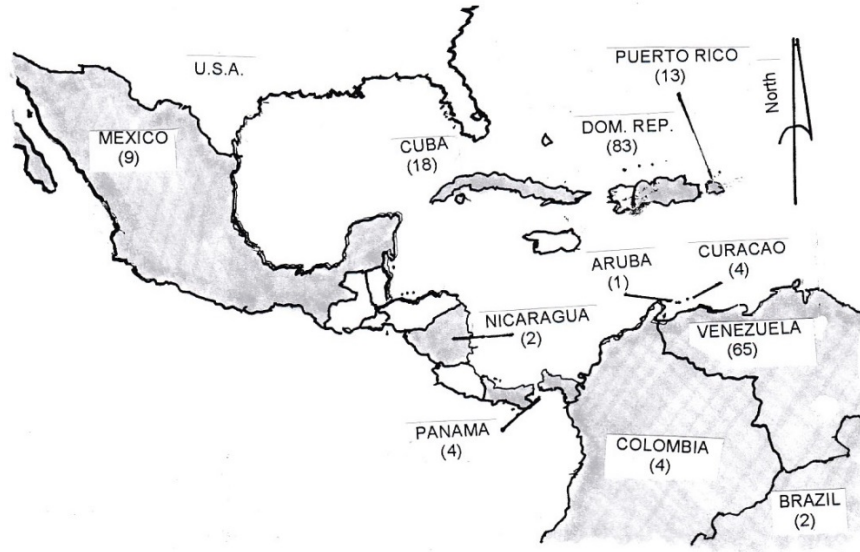 U.S.A.
PUERTO RICO
(13)
North
MEXICO
(9)
CUBA
(18)
DOM. REP.
(83)
ARUBA
(1)
CURACAO
(4)
NICARAGUA
(2)
VENEZUELA
(65)
PANAMA
(4)
COLOMBIA
(4)
BRAZIL
(2)